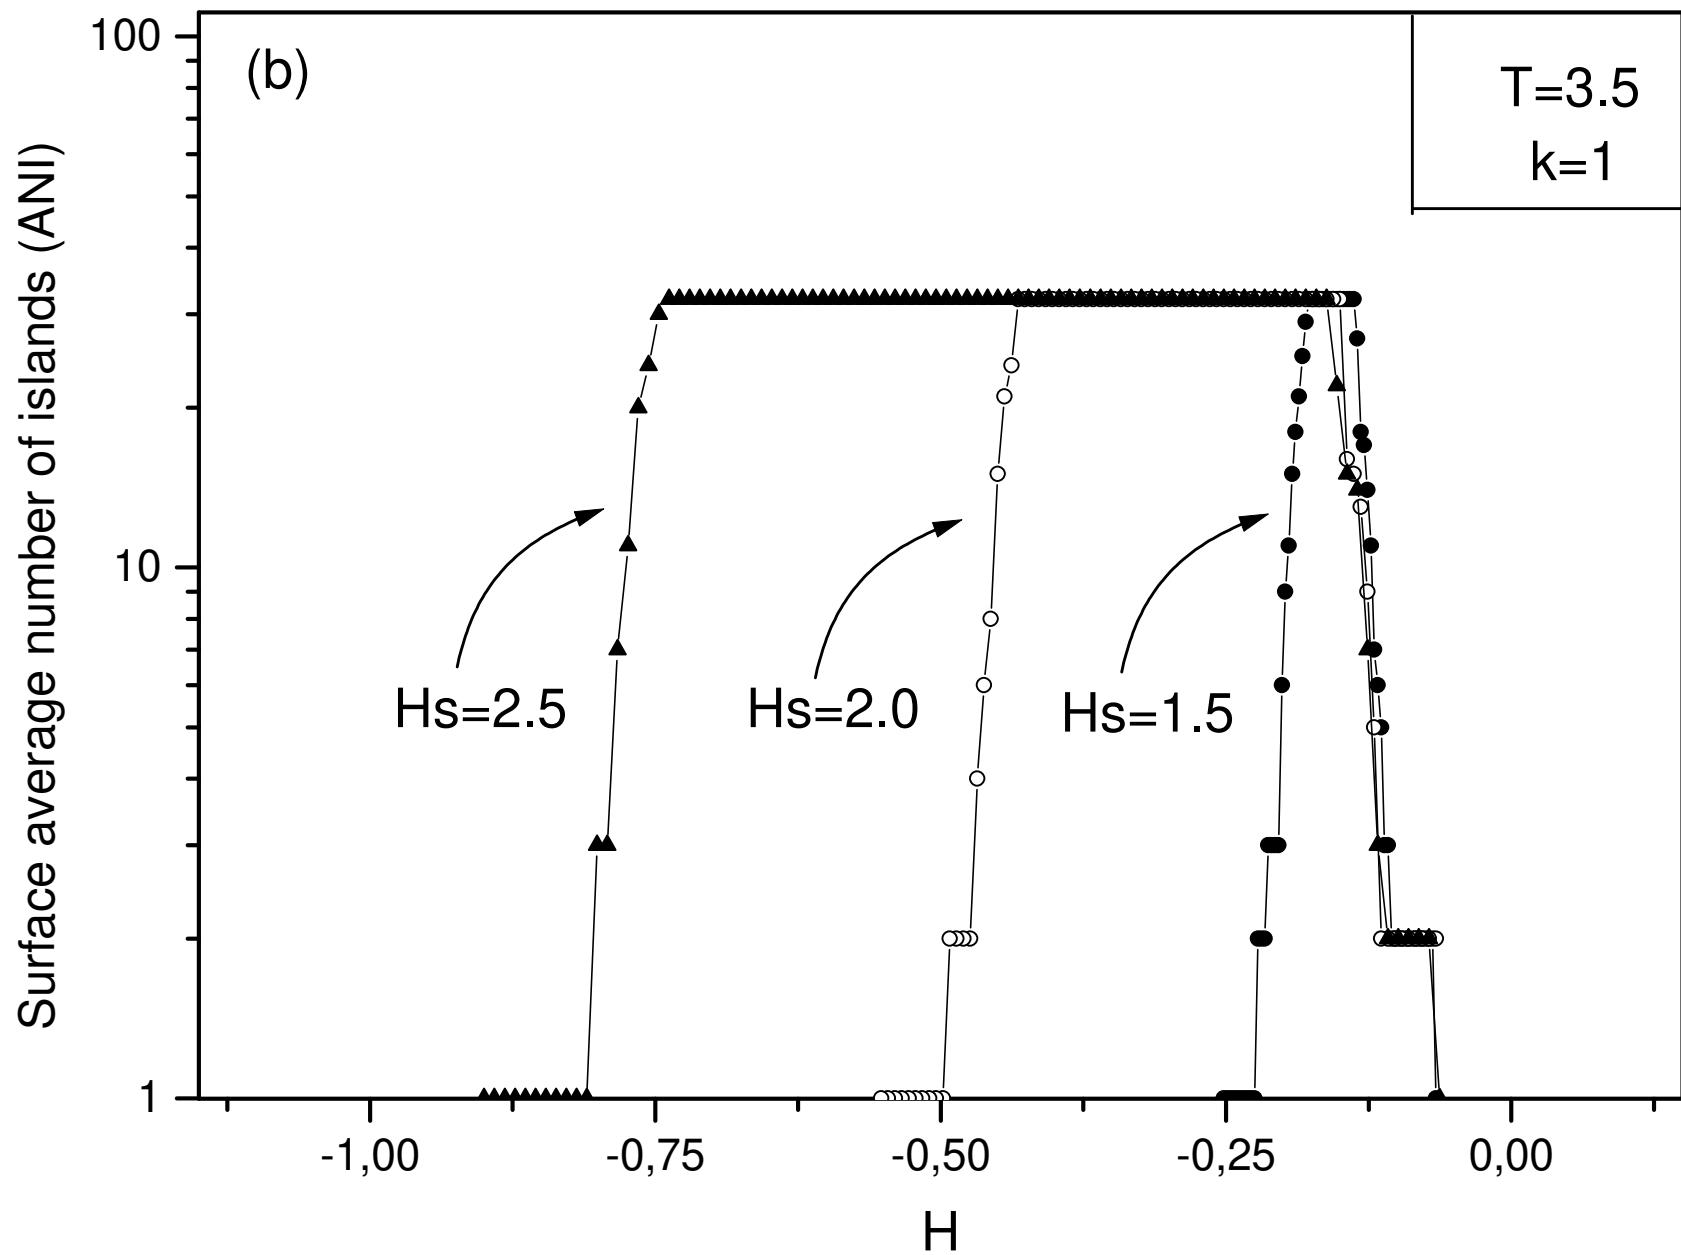 100
(b)
T=3.5
k=1
Surface average number of islands (ANI)
10
Hs=2.5
Hs=2.0
Hs=1.5
1
-1,00
-0,75
-0,50
-0,25
0,00
H